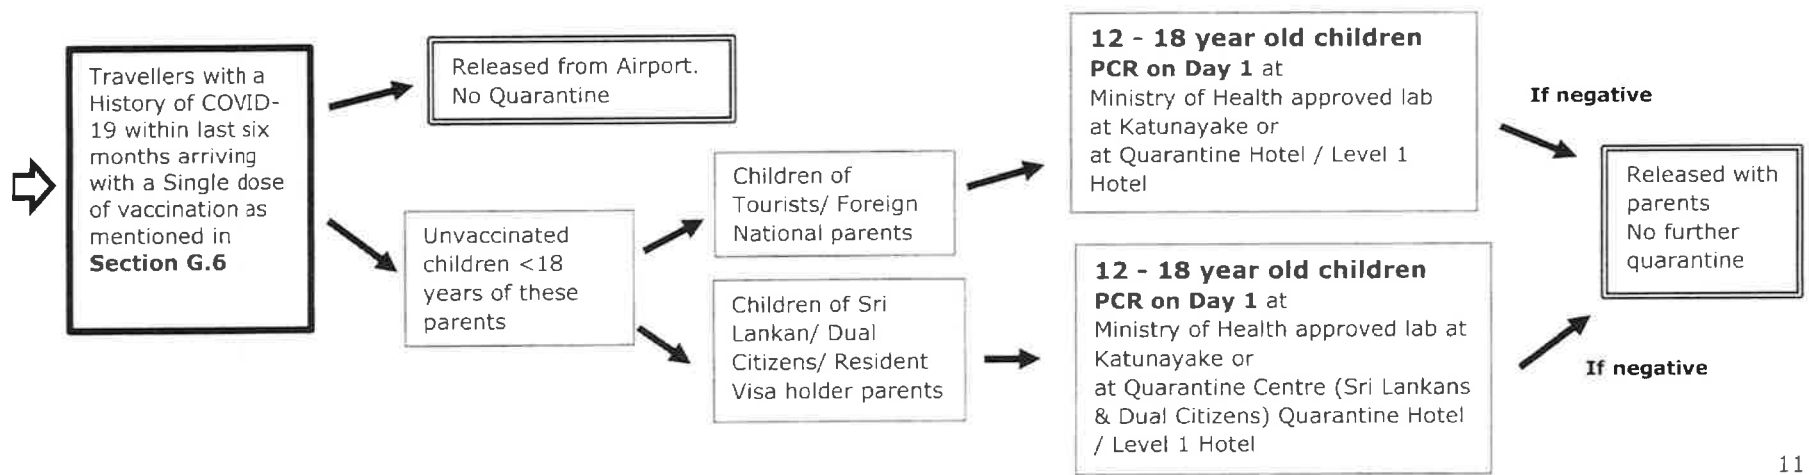 Travellers with a
History of COVID-
19 within last six
months arriving
with a Single dose
of vaccination as
mentioned in
Section G.6
Released from Airport.
No Quarantine
Unvaccinated
children <18
years of these
parents
Children of
Tourists/ Foreign
National parents
Children of Sri
Lankan/ Dual
Citizens/ Resident
Visa holder parents
12 - 18 year old children
PCR on Day 1 at
Ministry of Health approved lab
at Katunayake or
at Quarantine Hotel / Level 1
Hotel
12 - 18 year old children
PCR on Day 1 at
Ministry of Health approved lab at
Katunayake or
at Quarantine Centre (Sri Lankans
& Dual Citizens) Quarantine Hotel
/ Level 1 Hotel
If negative
If negative
Released with
parents
No further
quarantine
11